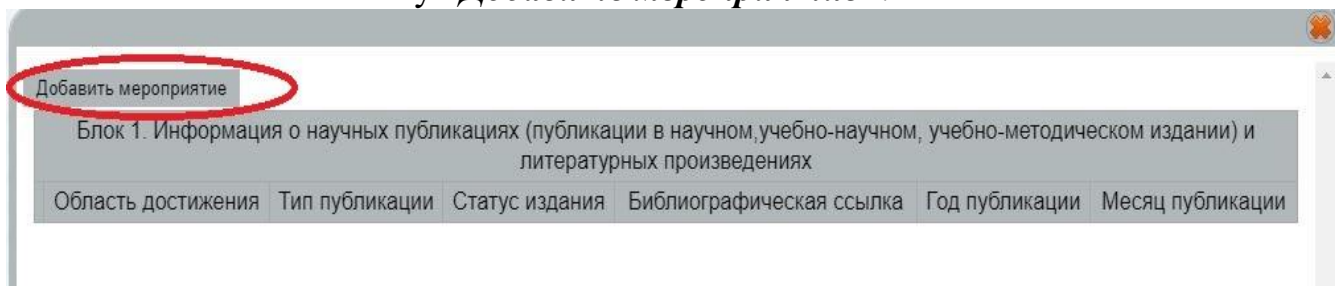 Добавить мероприятие
Блок 1. Информация о научных публикациях (публикации в научном,учебно-научном, учебно-методическом издании) и
литературных произведениях
Область достижения Тип публикации Статус издания Библиографическая ссылка Год публикации Месяц публикации